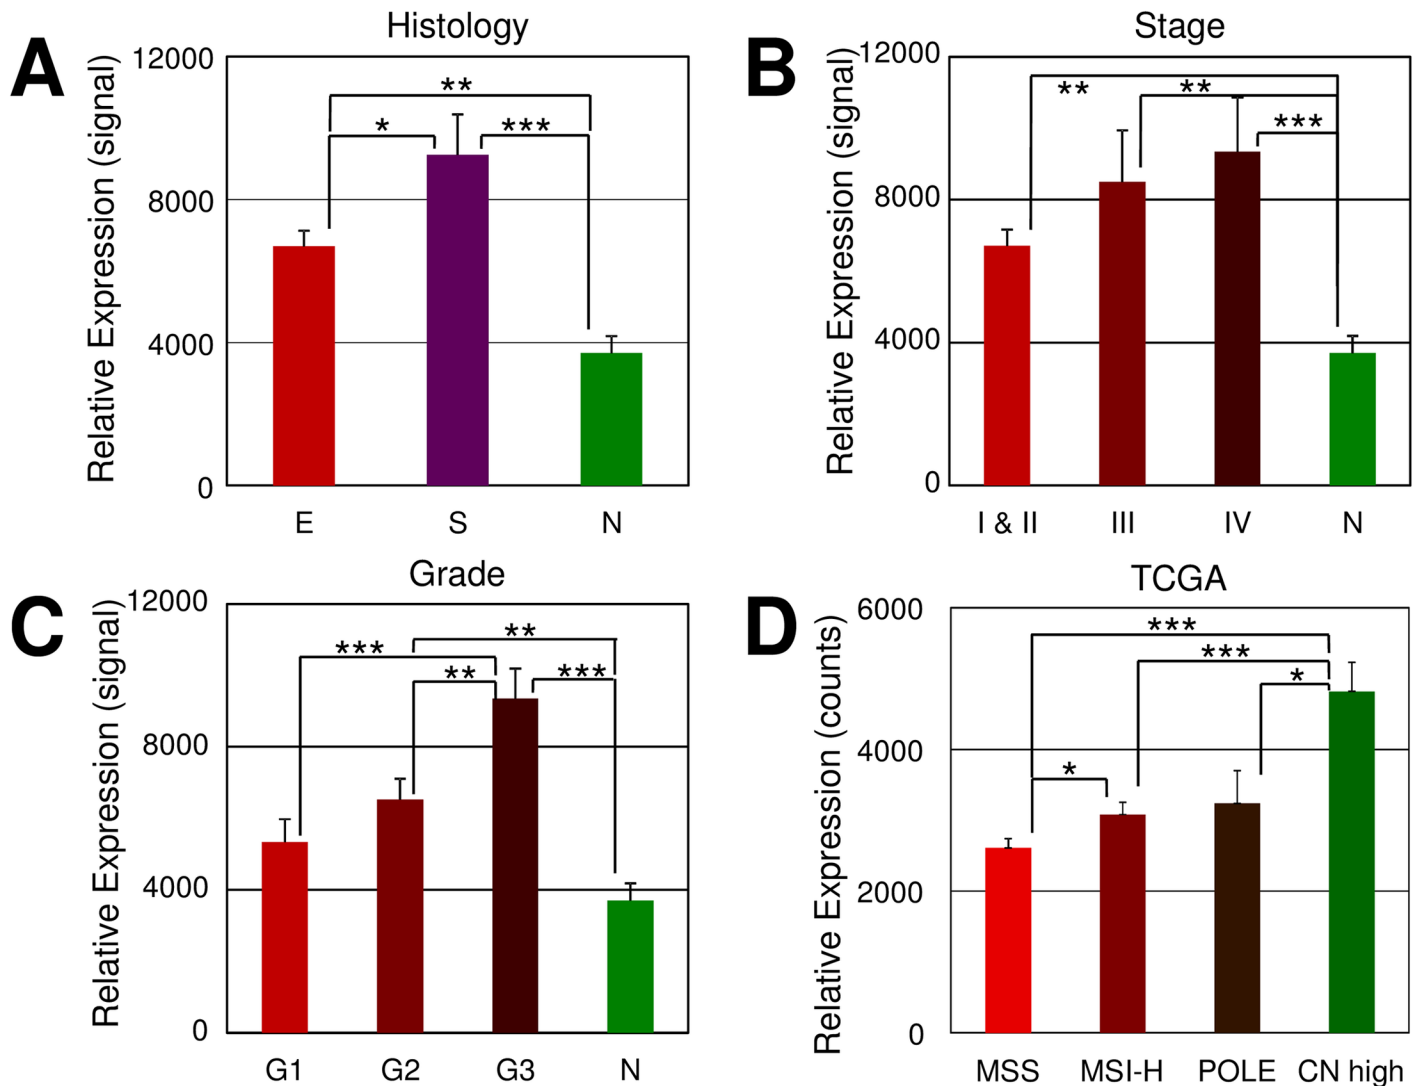 A
Histology
Relative Expression (signal)
12000
8000
4000
0
**
*
***
E S N
B
Stage
Relative Expression (signal)
12000
8000
4000
0
**
**
***
I & II III IV N
C
Grade
Relative Expression (signal)
12000
8000
4000
0
**
***
**
***
G1 G2 G3 N
D
TCGA
Relative Expression (counts)
6000
4000
2000
0
***
***
*
*
MSS MSI-H POLE CN high